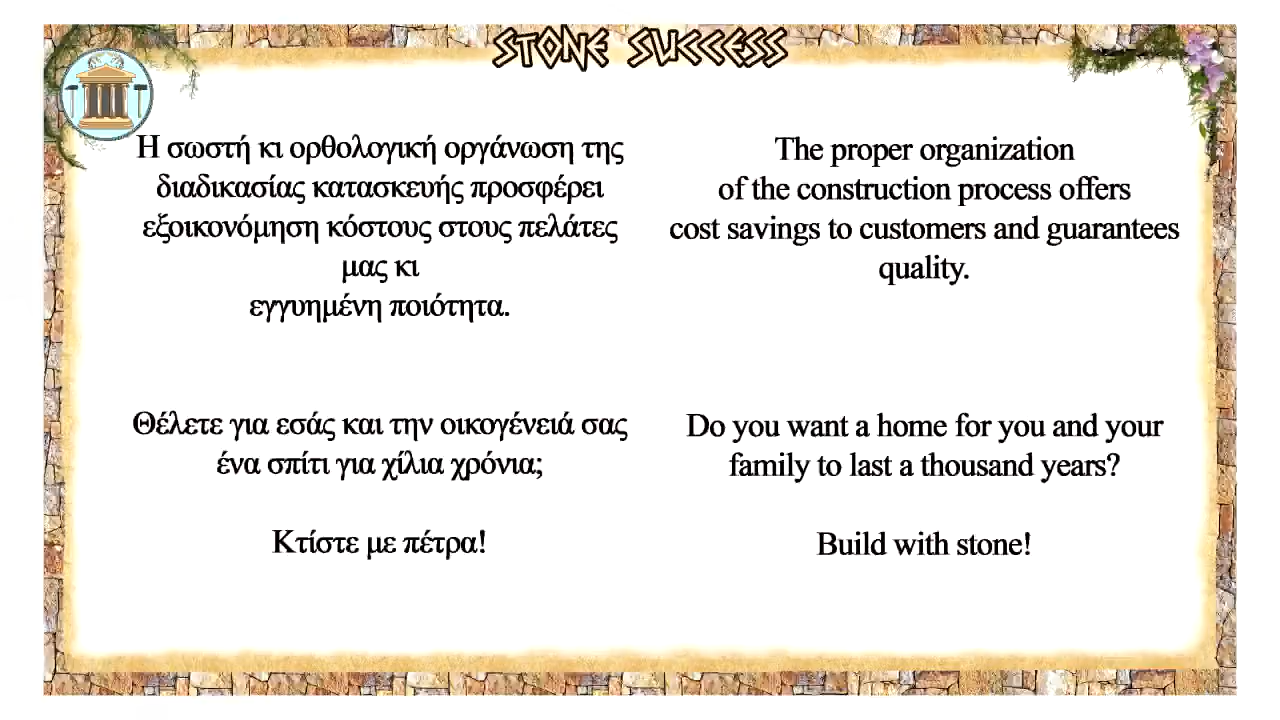 STONE SUCCESS
Η σωστή κι ορθολογική οργάνωση της
διαδικασίας κατασκευής προσφέρει
εξοικονόμηση κόστους στους πελάτες
μας κι
εγγυημένη ποιότητα.
Θέλετε για εσάς και την οικογένειά σας
ένα σπίτι για χίλια χρόνια;
Κτίστε με πέτρα!
The proper organization
of the construction process offers
cost savings to customers and guarantees
quality.
Do you want a home for you and your
family to last a thousand years?
Build with stone!